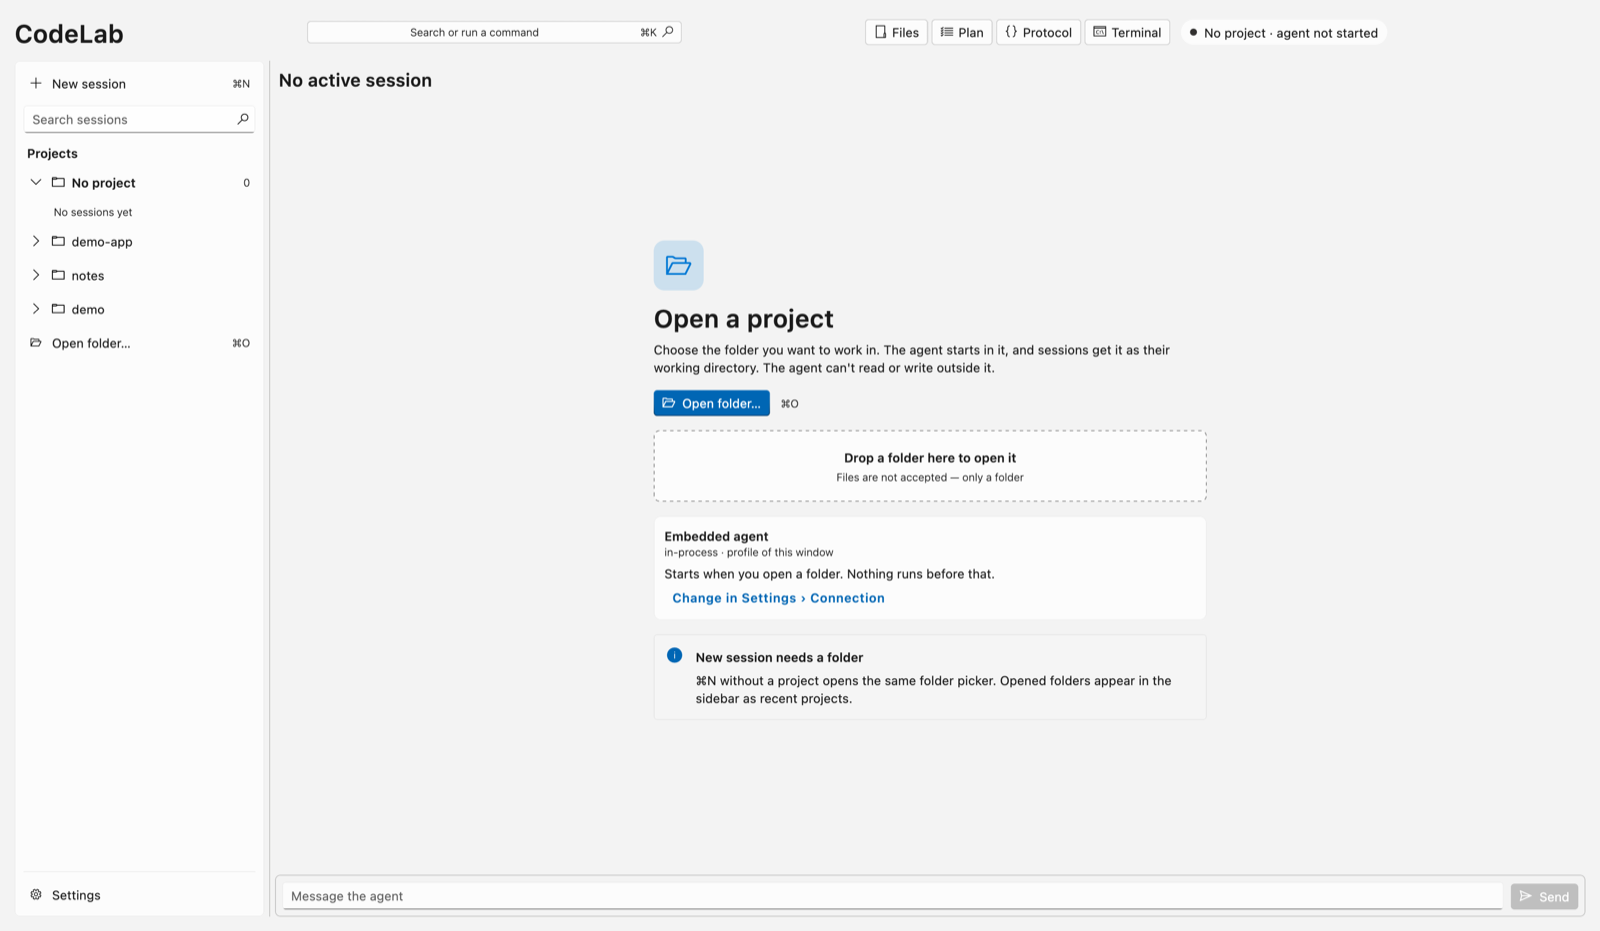 CodeLab
Search or run a command ⌘K
Files
Plan
{} Protocol
Terminal
No project · agent not started
New session ⌘N
Search sessions
Projects
No project 0
No sessions yet
demo-app
notes
demo
Open folder... ⌘O
Settings
No active session
Open a project
Choose the folder you want to work in. The agent starts in it, and sessions get it as their
working directory. The agent can't read or write outside it.
Open folder... ⌘O
Drop a folder here to open it
Files are not accepted — only a folder
Embedded agent
in-process · profile of this window
Starts when you open a folder. Nothing runs before that.
Change in Settings › Connection
New session needs a folder
⌘N without a project opens the same folder picker. Opened folders appear in the
sidebar as recent projects.
Message the agent
Send